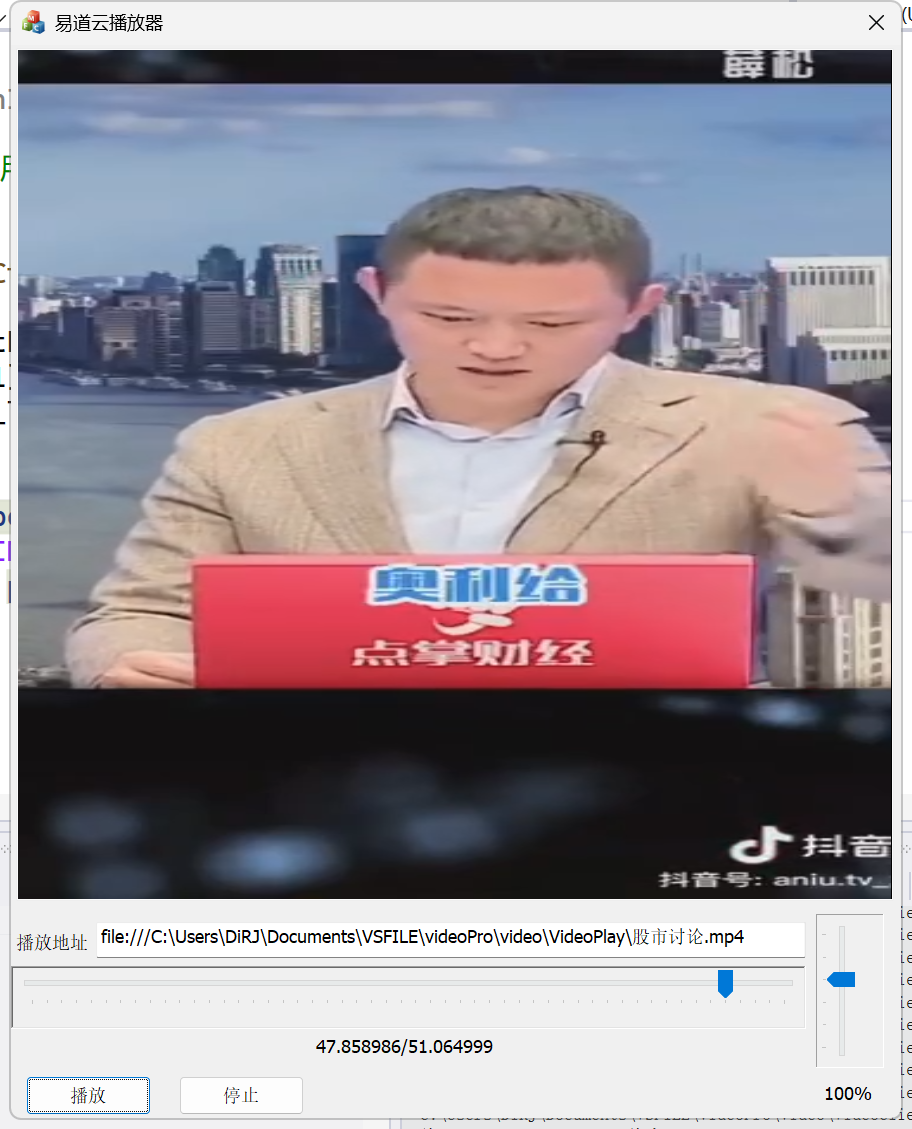 易道云播放器
薛松
奥利给
点掌财经
抖音
抖音号: aniu.tv_
播放地址
file:///C:\Users\DiRJ\Documents\VSFILE\videoPro\video\VideoPlay\股市讨论.mp4
47.858986/51.064999
播放
停止
100%